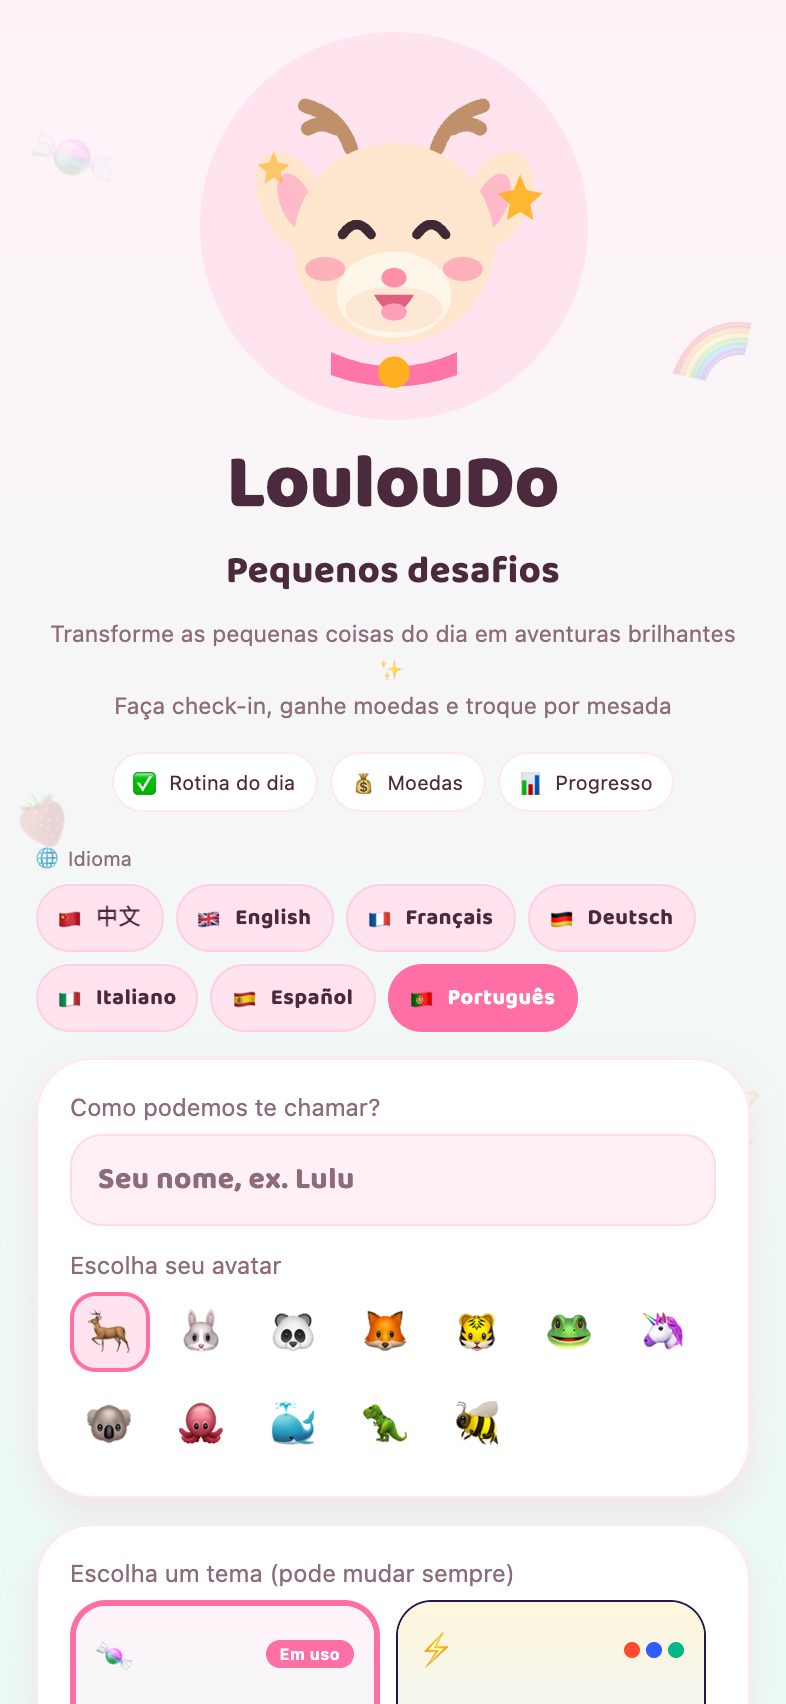 LoulouDo
Pequenos desafios
Transforme as pequenas coisas do dia em aventuras brilhantes
✨
Faça check-in, ganhe moedas e troque por mesada
✅ Rotina do dia
💰 Moedas
📊 Progresso
🌐 Idioma
🇨🇳 中文
🇬🇧 English
🇫🇷 Français
🇩🇪 Deutsch
🇮🇹 Italiano
🇪🇸 Español
🇵🇹 Português
Como podemos te chamar?
Seu nome, ex. Lulu
Escolha seu avatar
Escolha um tema (pode mudar sempre)
Em uso